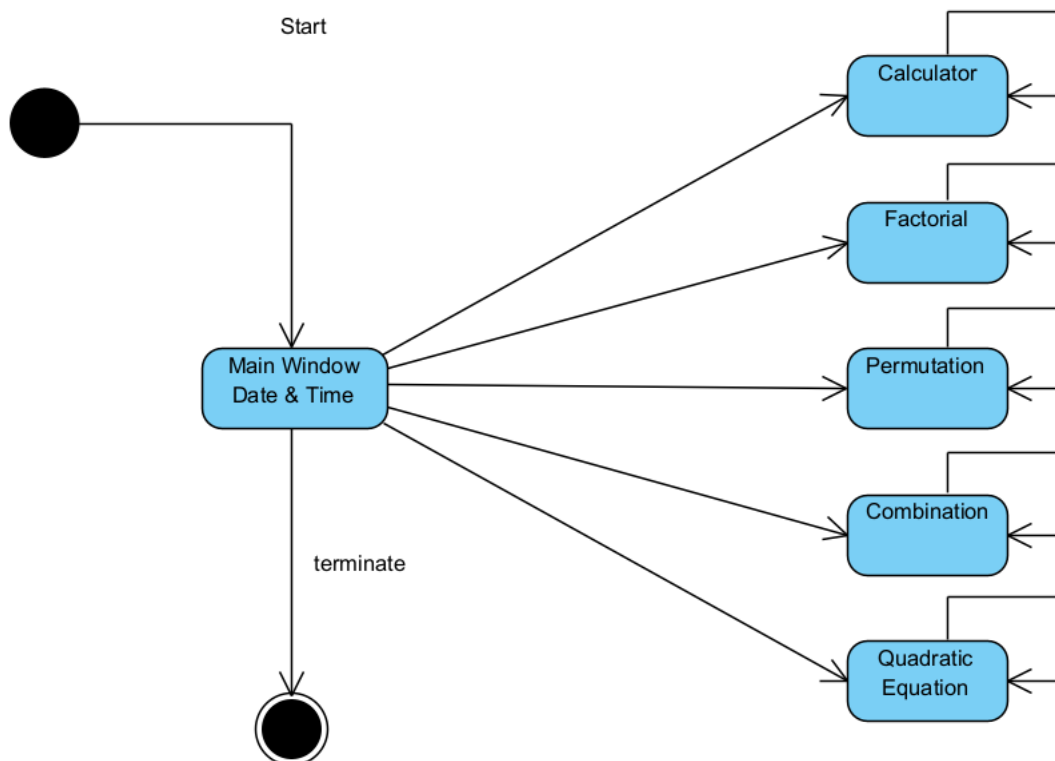 Start
Calculator
Factorial
Main Window
Date & Time
Permutation
Combination
terminate
Quadratic
Equation